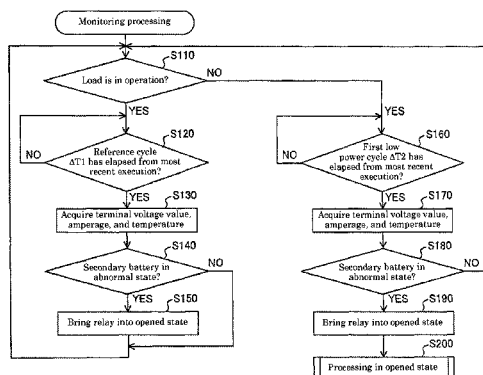 Monitoring processing
S110
Load is in operation?
NO
YES
YES
S120
Reference cycle
ΔT1 has elapsed from most
recent execution?
NO
YES
S130
Acquire terminal voltage value,
amperage, and temperature
S140
Secondary battery in
abnormal state?
NO
YES
S150
Bring relay into opened state
S160
First low
power cycle ΔT2 has
elapsed from most recent
execution?
NO
YES
S170
Acquire terminal voltage value,
amperage, and temperature
S180
Secondary battery in
abnormal state?
NO
YES
S190
Bring relay into opened state
S200
Processing in opened state